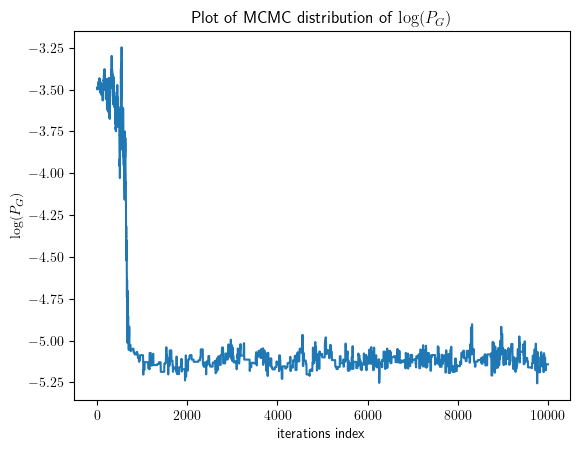 Plot of MCMC distribution of log(P_G)
log(P_G)
−3.25
−3.50
−3.75
−4.00
−4.25
−4.50
−4.75
−5.00
−5.25
0 2000 4000 6000 8000 10000
iterations index